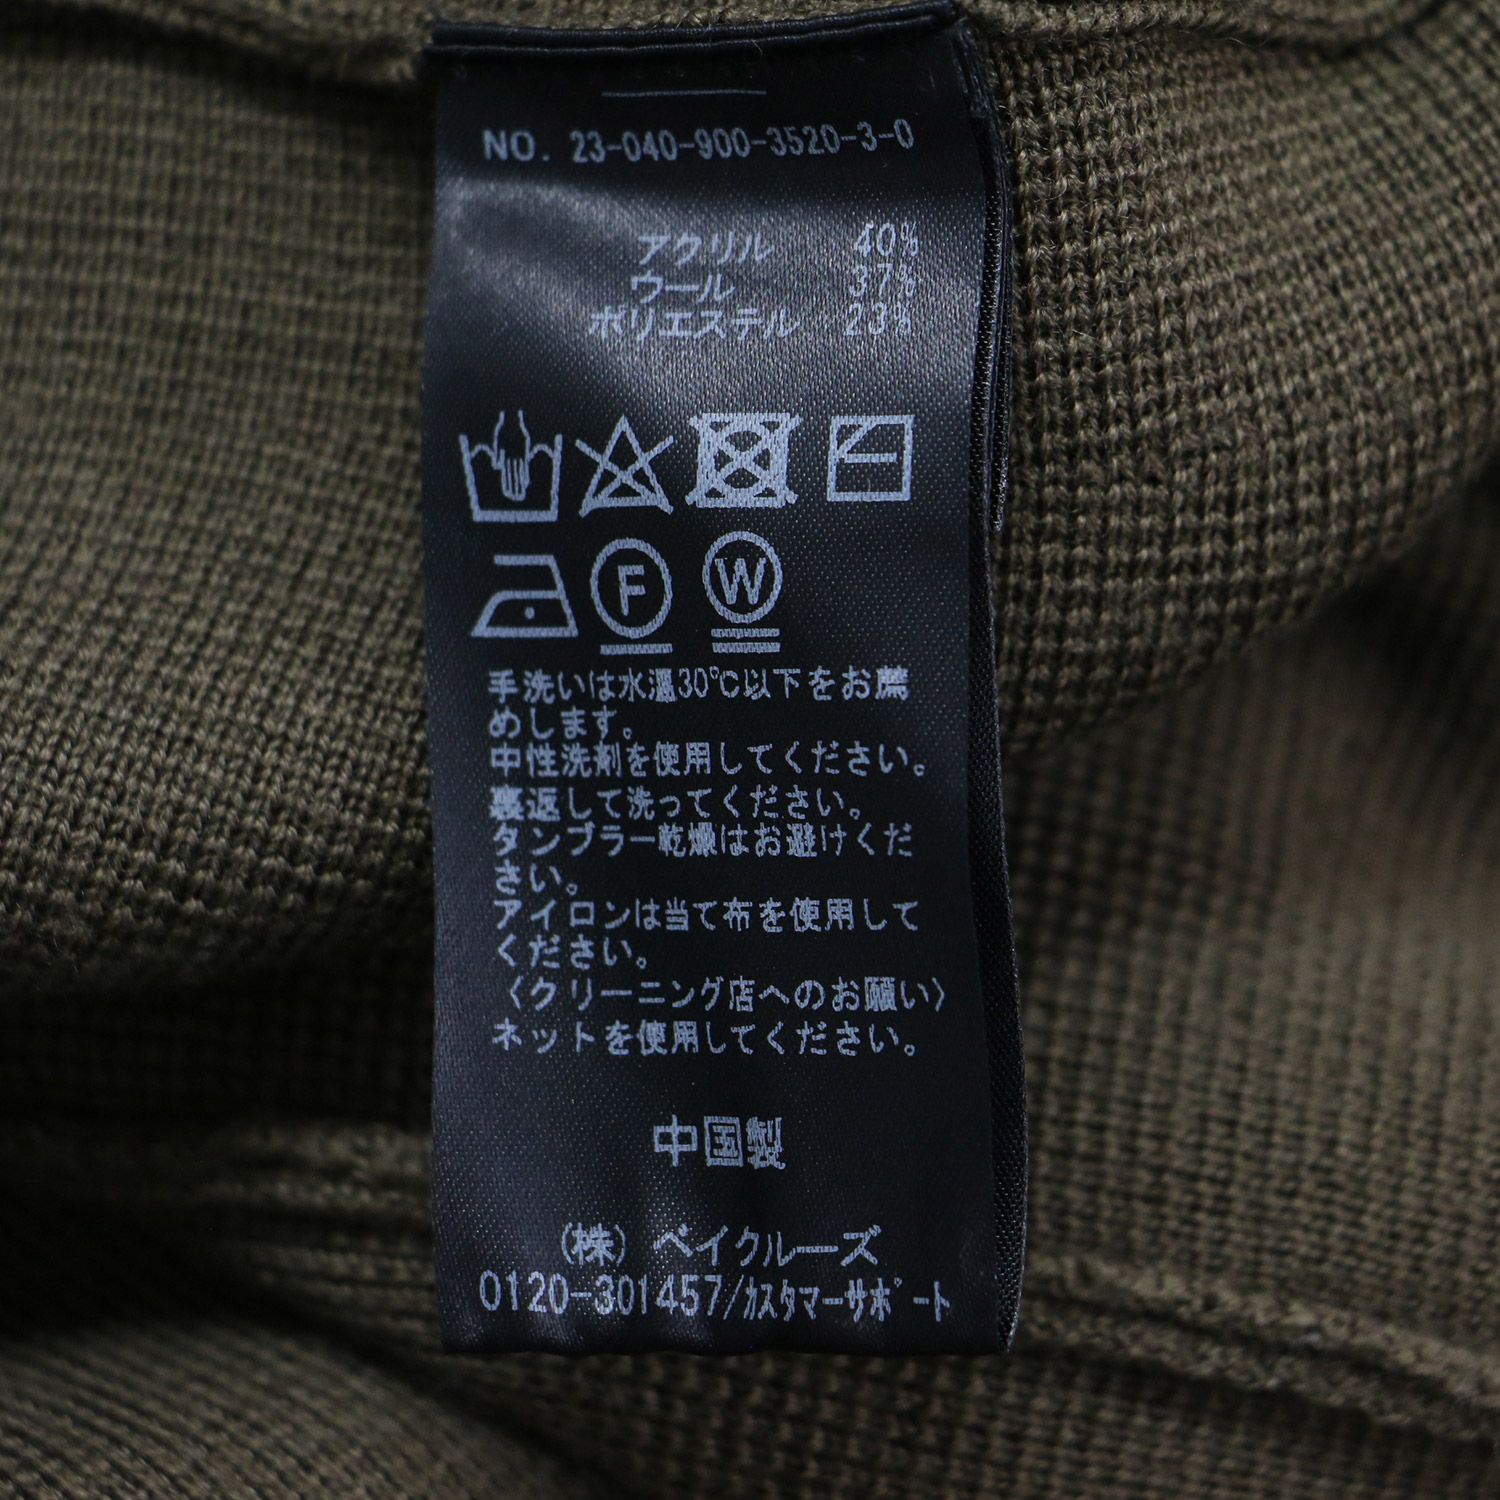 NO. 23-040-900-3520-3-0
アクリル 40%
ウール 37%
ポリエステル 23%
F W
手洗いは水温30℃以下をお薦
めします。
中性洗剤を使用してください。
裏返して洗ってください。
タンブラー乾燥はお避けくだ
さい。
アイロンは当て布を使用して
ください。
〈クリーニング店へのお願い〉
ネットを使用してください。
中国製
(株) ベイクルーズ
0120-301457/ｶｽﾀﾏｰｻﾎﾟｰﾄ